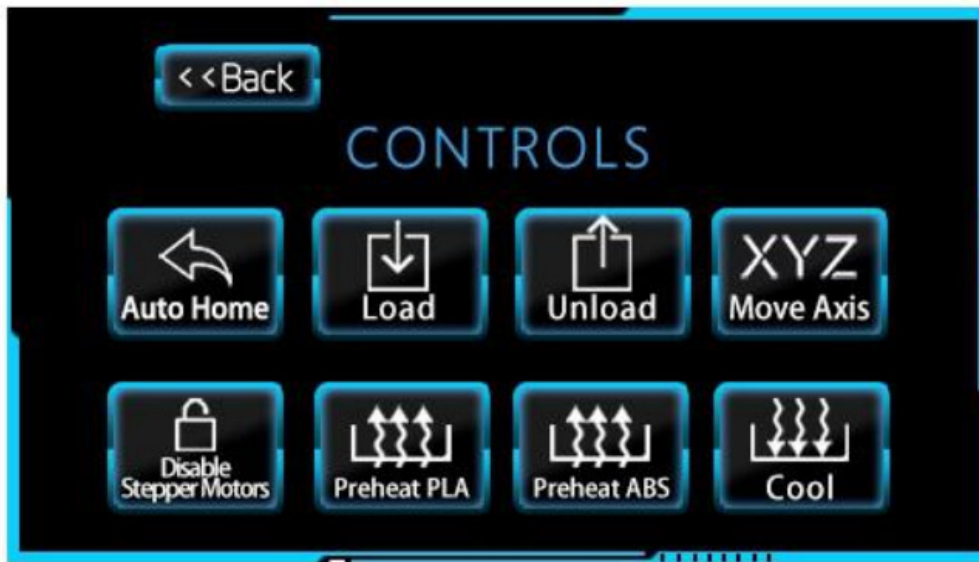 <<Back
CONTROLS
Auto Home
Load
Unload
XYZ
Move Axis
Disable
Stepper Motors
Preheat PLA
Preheat ABS
Cool